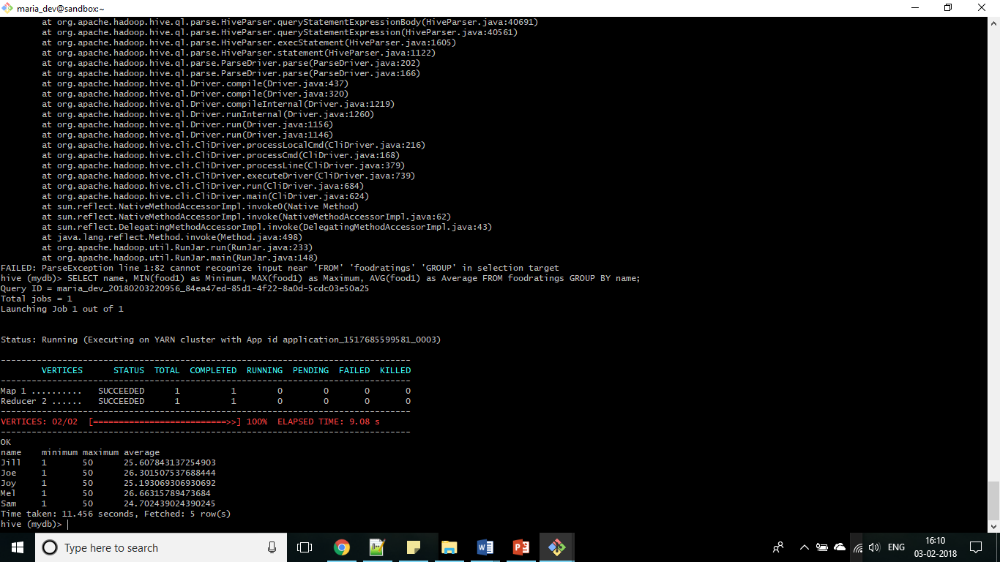 maria_dev@sandbox:~
at org.apache.hadoop.hive.ql.parse.HiveParser.queryStatementExpressionBody(HiveParser.java:40691)
at org.apache.hadoop.hive.ql.parse.HiveParser.queryStatementExpression(HiveParser.java:40561)
at org.apache.hadoop.hive.ql.parse.HiveParser.execStatement(HiveParser.java:1605)
at org.apache.hadoop.hive.ql.parse.HiveParser.statement(HiveParser.java:1122)
at org.apache.hadoop.hive.ql.parse.ParseDriver.parse(ParseDriver.java:202)
at org.apache.hadoop.hive.ql.parse.ParseDriver.parse(ParseDriver.java:166)
at org.apache.hadoop.hive.ql.Driver.compile(Driver.java:437)
at org.apache.hadoop.hive.ql.Driver.compile(Driver.java:320)
at org.apache.hadoop.hive.ql.Driver.compileInternal(Driver.java:1219)
at org.apache.hadoop.hive.ql.Driver.runInternal(Driver.java:1260)
at org.apache.hadoop.hive.ql.Driver.run(Driver.java:1156)
at org.apache.hadoop.hive.ql.Driver.run(Driver.java:1146)
at org.apache.hadoop.hive.cli.CliDriver.processLocalCmd(CliDriver.java:216)
at org.apache.hadoop.hive.cli.CliDriver.processCmd(CliDriver.java:168)
at org.apache.hadoop.hive.cli.CliDriver.processLine(CliDriver.java:379)
at org.apache.hadoop.hive.cli.CliDriver.executeDriver(CliDriver.java:739)
at org.apache.hadoop.hive.cli.CliDriver.run(CliDriver.java:684)
at org.apache.hadoop.hive.cli.CliDriver.main(CliDriver.java:624)
at sun.reflect.NativeMethodAccessorImpl.invoke0(Native Method)
at sun.reflect.NativeMethodAccessorImpl.invoke(NativeMethodAccessorImpl.java:62)
at sun.reflect.DelegatingMethodAccessorImpl.invoke(DelegatingMethodAccessorImpl.java:43)
at java.lang.reflect.Method.invoke(Method.java:498)
at org.apache.hadoop.util.RunJar.run(RunJar.java:233)
at org.apache.hadoop.util.RunJar.main(RunJar.java:148)
FAILED: ParseException line 1:82 cannot recognize input near 'FROM' 'foodratings' 'GROUP' in selection target
hive (mydb)> SELECT name, MIN(food1) as Minimum, MAX(food1) as Maximum, AVG(food1) as Average FROM foodratings GROUP BY name;
Query ID = maria_dev_20180203220956_84ea47ed-85d1-4f22-8a0d-5cdc03e50a25
Total jobs = 1
Launching Job 1 out of 1
Status: Running (Executing on YARN cluster with App id application_1517685599581_0003)
--------------------------------------------------------------------------------
VERTICES STATUS TOTAL COMPLETED RUNNING PENDING FAILED KILLED
--------------------------------------------------------------------------------
Map 1 .......... SUCCEEDED 1 1 0 0 0 0
Reducer 2 ...... SUCCEEDED 1 1 0 0 0 0
--------------------------------------------------------------------------------
VERTICES: 02/02 [==========================>>] 100% ELAPSED TIME: 9.08 s
--------------------------------------------------------------------------------
OK
name minimum maximum average
Jill 1 50 25.607843137254903
Joe 1 50 26.301507537688444
Joy 1 50 25.193069306930692
Mel 1 50 26.66315789473684
Sam 1 50 24.702439024390245
Time taken: 11.456 seconds, Fetched: 5 row(s)
hive (mydb)>
Type here to search
ENG
16:10
03-02-2018